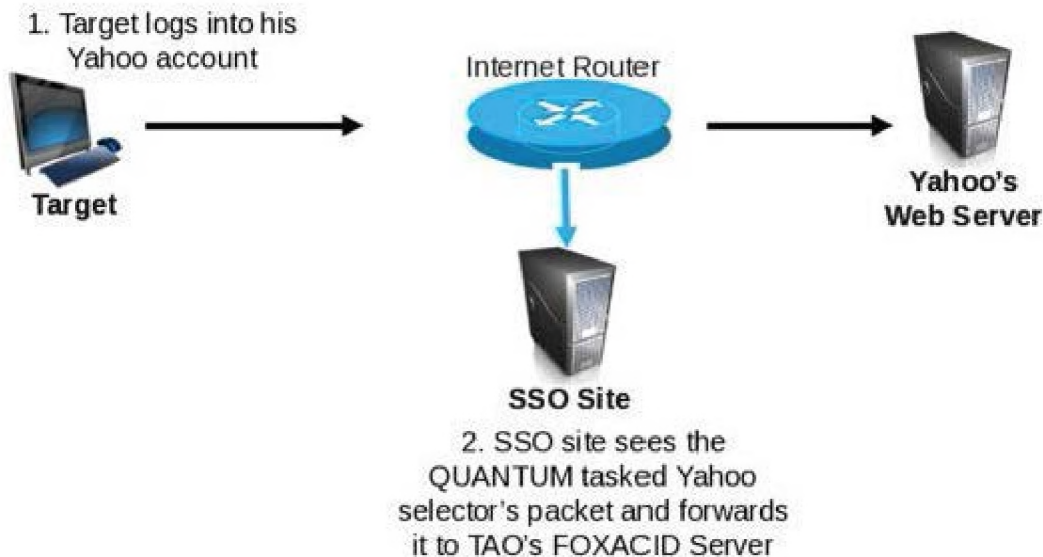 1. Target logs into his
Yahoo account
Internet Router
Target
Yahoo's
Web Server
SSO Site
2. SSO site sees the
QUANTUM tasked Yahoo
selector's packet and forwards
it to TAO's FOXACID Server